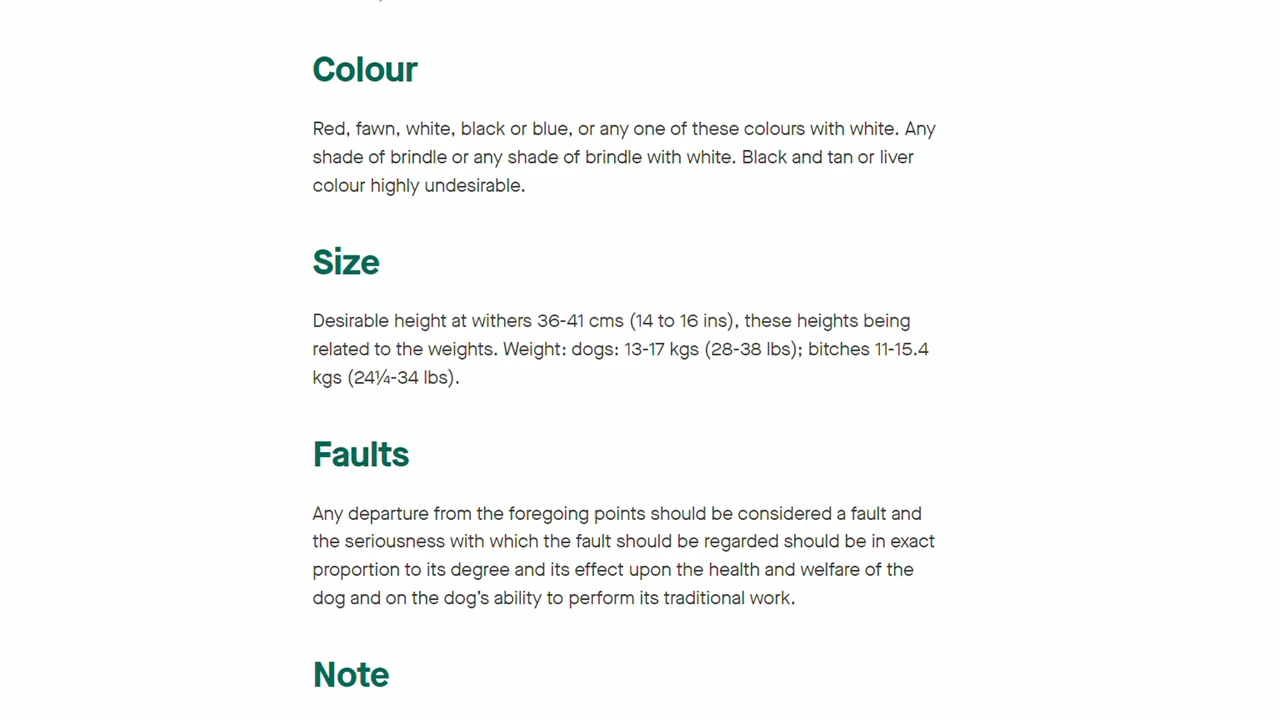 Colour
Red, fawn, white, black or blue, or any one of these colours with white. Any
shade of brindle or any shade of brindle with white. Black and tan or liver
colour highly undesirable.
Size
Desirable height at withers 36-41 cms (14 to 16 ins), these heights being
related to the weights. Weight: dogs: 13-17 kgs (28-38 lbs); bitches 11-15.4
kgs (24¼-34 lbs).
Faults
Any departure from the foregoing points should be considered a fault and
the seriousness with which the fault should be regarded should be in exact
proportion to its degree and its effect upon the health and welfare of the
dog and on the dog’s ability to perform its traditional work.
Note